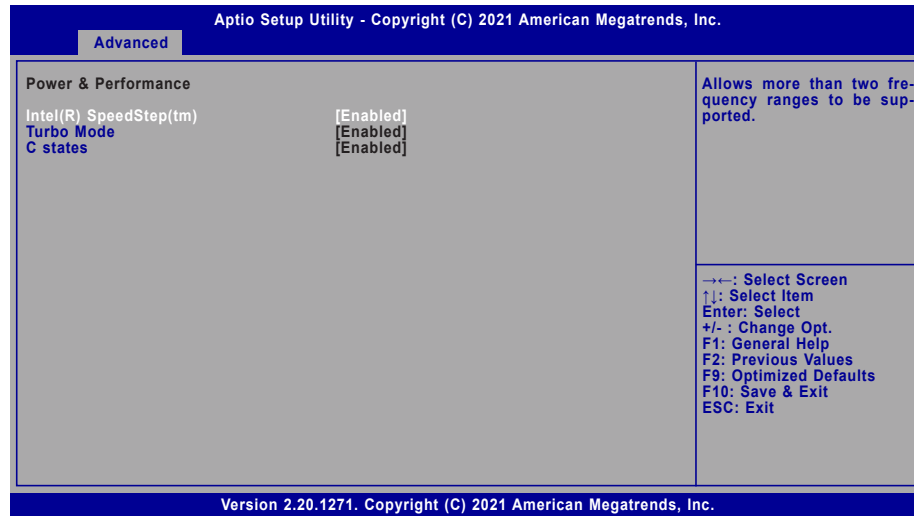 Aptio Setup Utility - Copyright (C) 2021 American Megatrends, Inc.
Advanced
Power & Performance
Intel(R) SpeedStep(tm) [Enabled]
Turbo Mode [Enabled]
C states [Enabled]
Allows more than two fre-
quency ranges to be sup-
ported.
→←: Select Screen
↑↓: Select Item
Enter: Select
+/- : Change Opt.
F1: General Help
F2: Previous Values
F9: Optimized Defaults
F10: Save & Exit
ESC: Exit
Version 2.20.1271. Copyright (C) 2021 American Megatrends, Inc.